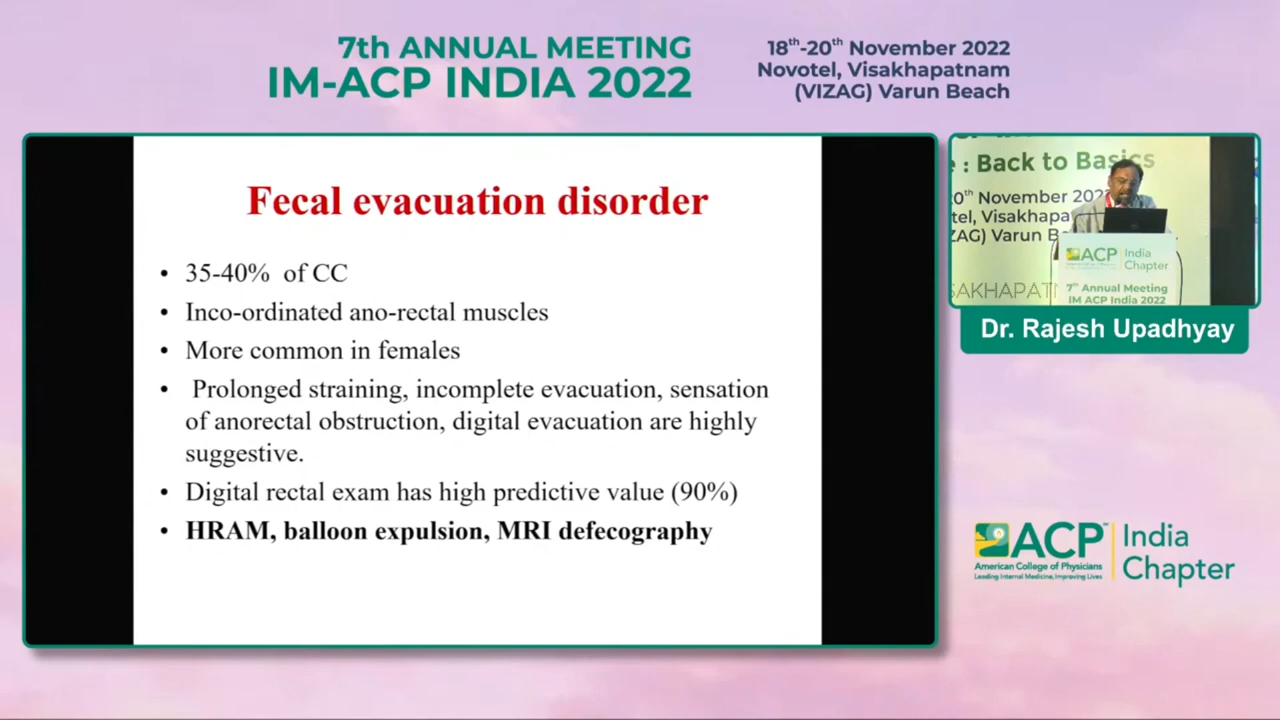 7th ANNUAL MEETING
IM-ACP INDIA 2022
18th-20th November 2022
Novotel, Visakhapatnam
(VIZAG) Varun Beach
Fecal evacuation disorder
• 35-40% of CC
• Inco-ordinated ano-rectal muscles
• More common in females
• Prolonged straining, incomplete evacuation, sensation
of anorectal obstruction, digital evacuation are highly
suggestive.
• Digital rectal exam has high predictive value (90%)
• HRAM, balloon expulsion, MRI defecography
: Back to Basics
0th November 202
tel, Visakhapa
ZAG) Varun B
SAKHAPAT
ACP India
Chapter
7th Annual Meeting
IM ACP India 2022
Dr. Rajesh Upadhyay
ACP™ India
Chapter
American College of Physicians
Leading Internal Medicine, Improving Lives